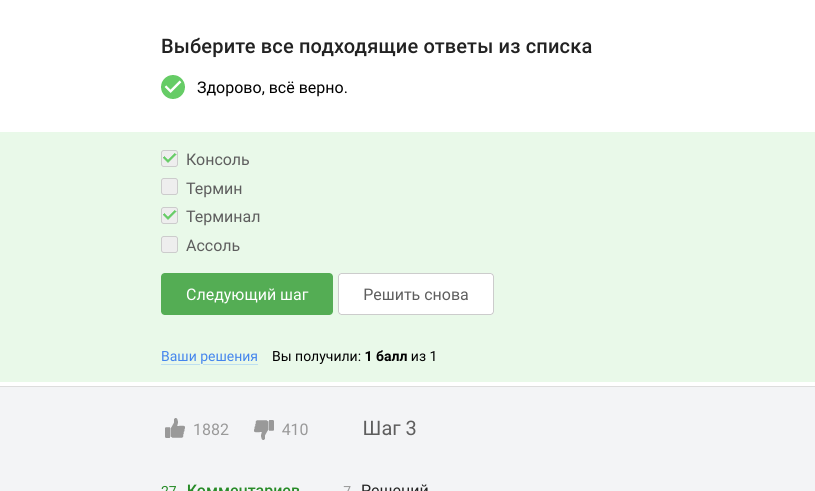 Выберите все подходящие ответы из списка
Здорово, всё верно.
Консоль
Термин
Терминал
Ассоль
Следующий шаг Решить снова
Ваши решения Вы получили: 1 балл из 1
1882 410 Шаг 3
27 Комментариев 7 Решений